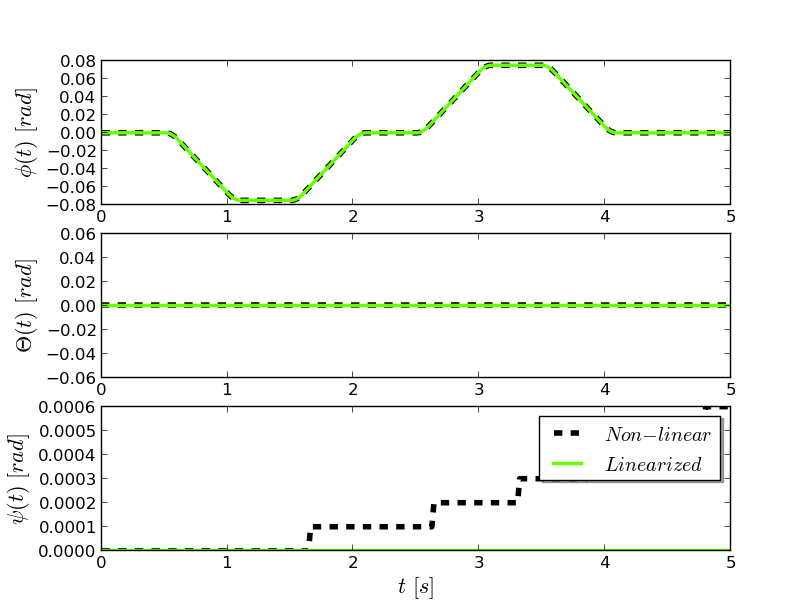 0.08
0.06
0.04
0.02
0.00
−0.02
−0.04
−0.06
−0.08
ϕ(t) [rad]
0 1 2 3 4 5
0.06
0.04
0.02
0.00
−0.02
−0.04
−0.06
Θ(t) [rad]
0 1 2 3 4 5
0.0006
0.0005
0.0004
0.0003
0.0002
0.0001
0.0000
ψ(t) [rad]
Non−linear
Linearized
0 1 2 3 4 5
t [s]